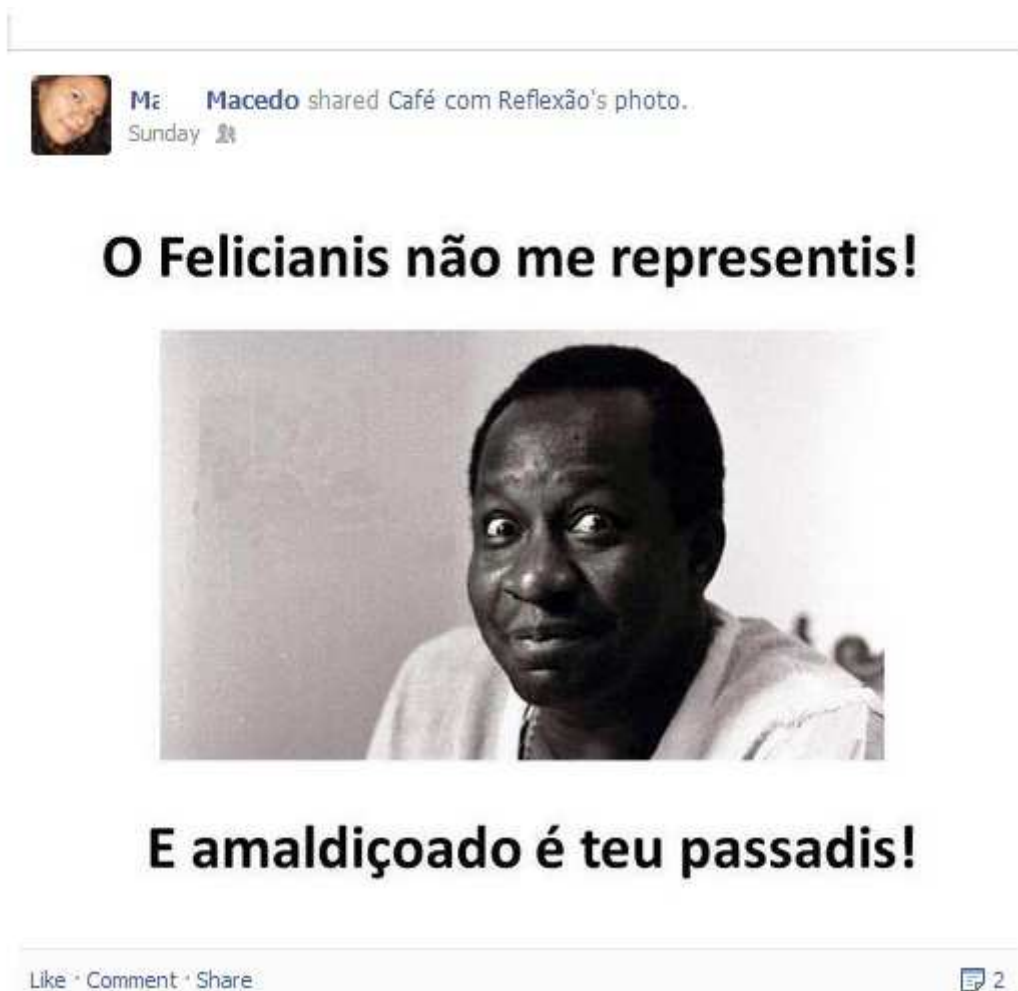 Ma Macedo shared Café com Reflexão's photo.
Sunday
O Felicianis não me representis!
E amaldiçoado é teu passadis!
Like · Comment · Share 2